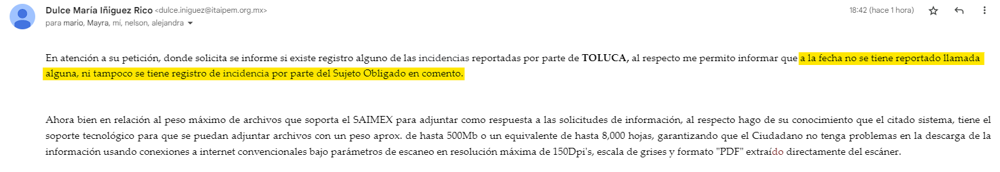 Dulce María Iñiguez Rico <dulce.iniguez@itaipem.org.mx>
18:42 (hace 1 hora)
para mario, Mayra, mí, nelson, alejandra
En atención a su petición, donde solicita se informe si existe registro alguno de las incidencias reportadas por parte de TOLUCA, al respecto me permito informar que a la fecha no se tiene reportado llamada
alguna, ni tampoco se tiene registro de incidencia por parte del Sujeto Obligado en comento.
Ahora bien en relación al peso máximo de archivos que soporta el SAIMEX para adjuntar como respuesta a las solicitudes de información, al respecto hago de su conocimiento que el citado sistema, tiene el
soporte tecnológico para que se puedan adjuntar archivos con un peso aprox. de hasta 500Mb o un equivalente de hasta 8,000 hojas, garantizando que el Ciudadano no tenga problemas en la descarga de la
información usando conexiones a internet convencionales bajo parámetros de escaneo en resolución máxima de 150Dpi's, escala de grises y formato "PDF" extraído directamente del escáner.